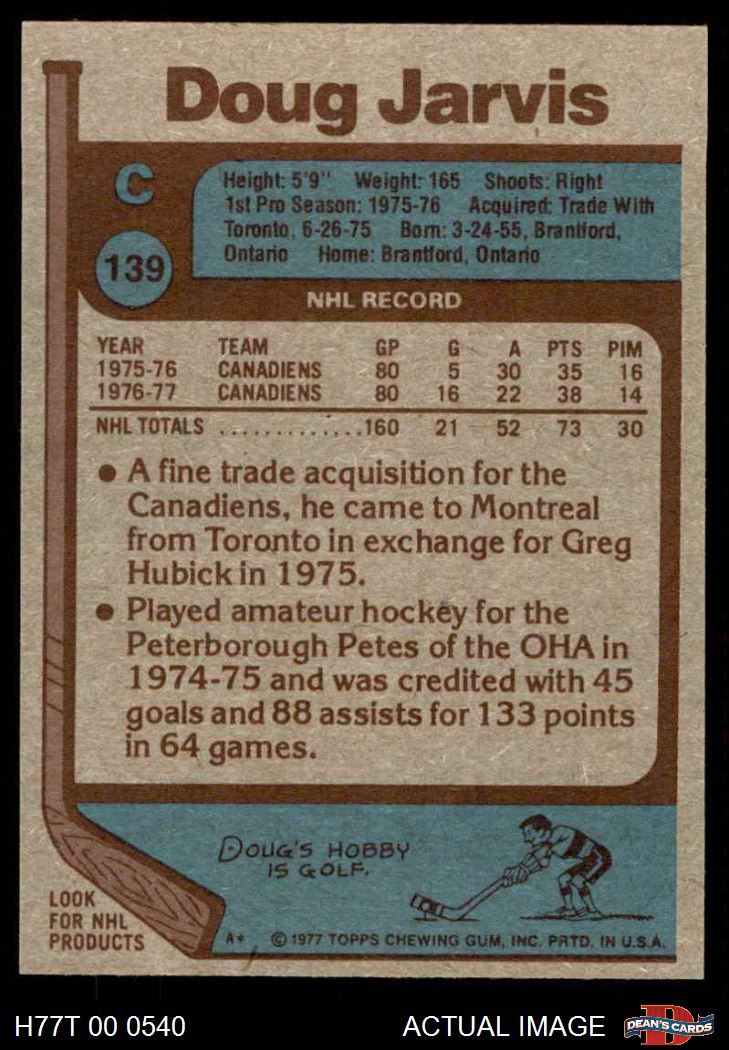 Doug Jarvis
C
139
Height: 5'9" Weight: 165 Shoots: Right
1st Pro Season: 1975-76 Acquired: Trade With
Toronto, 6-26-75 Born: 3-24-55, Brantford,
Ontario Home: Brantford, Ontario
NHL RECORD
YEAR TEAM GP G A PTS PIM
1975-76 CANADIENS 80 5 30 35 16
1976-77 CANADIENS 80 16 22 38 14
NHL TOTALS .............160 21 52 73 30
● A fine trade acquisition for the
Canadiens, he came to Montreal
from Toronto in exchange for Greg
Hubick in 1975.
● Played amateur hockey for the
Peterborough Petes of the OHA in
1974-75 and was credited with 45
goals and 88 assists for 133 points
in 64 games.
DOUG'S HOBBY
IS GOLF.
LOOK
FOR NHL
PRODUCTS
A* © 1977 TOPPS CHEWING GUM, INC. PRTD. IN U.S.A.
H77T 00 0540 ACTUAL IMAGE
D
DEAN'S CARDS